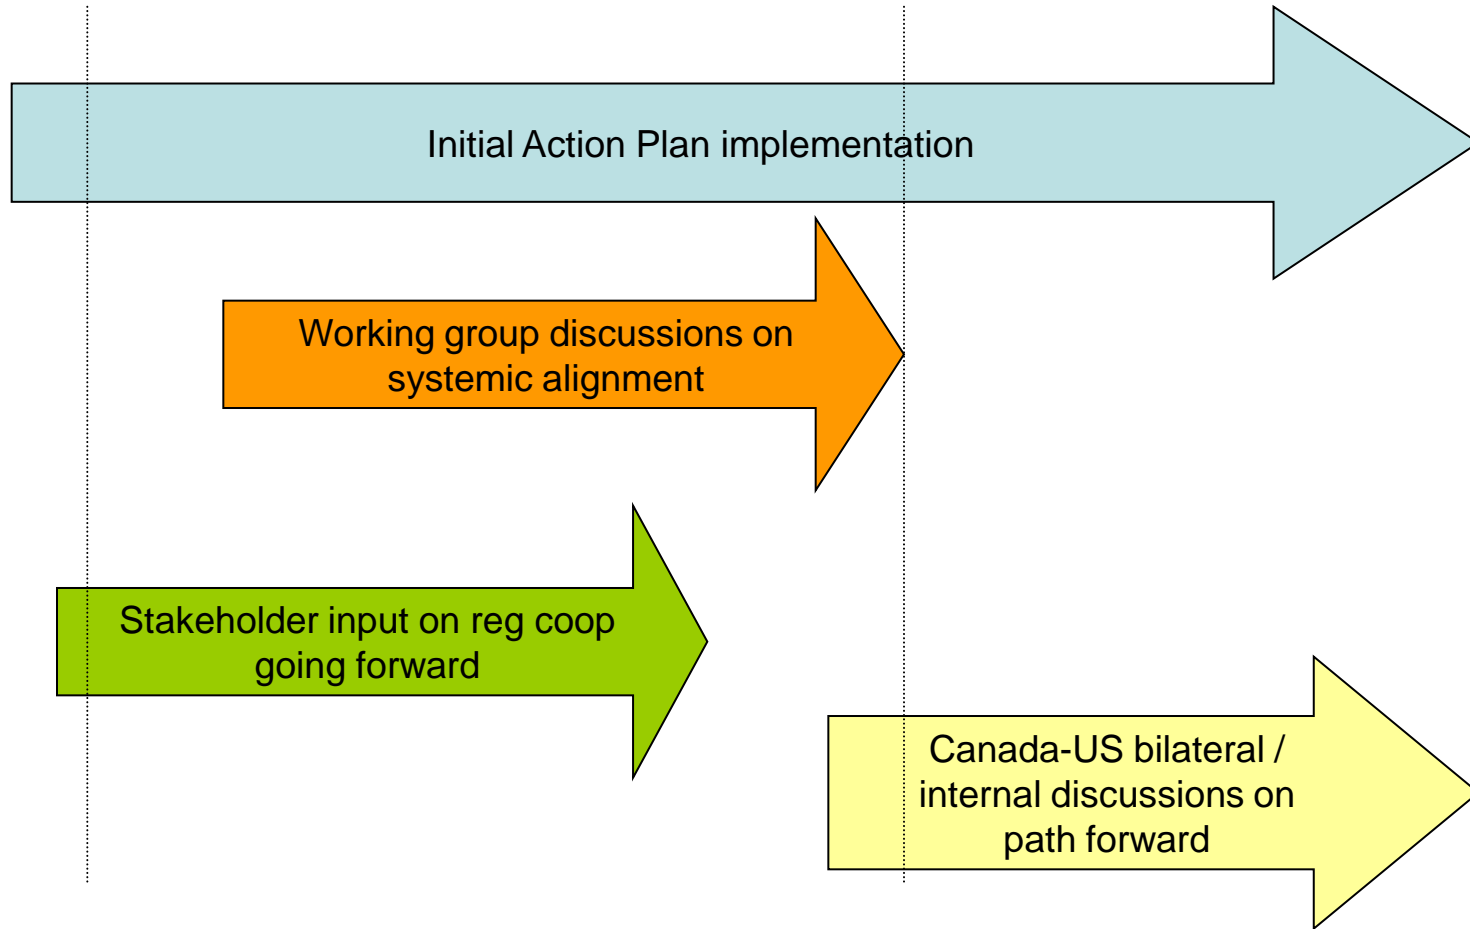 Initial Action Plan implementation
Working group discussions on
systemic alignment
Stakeholder input on reg coop
going forward
Canada-US bilateral /
internal discussions on
path forward